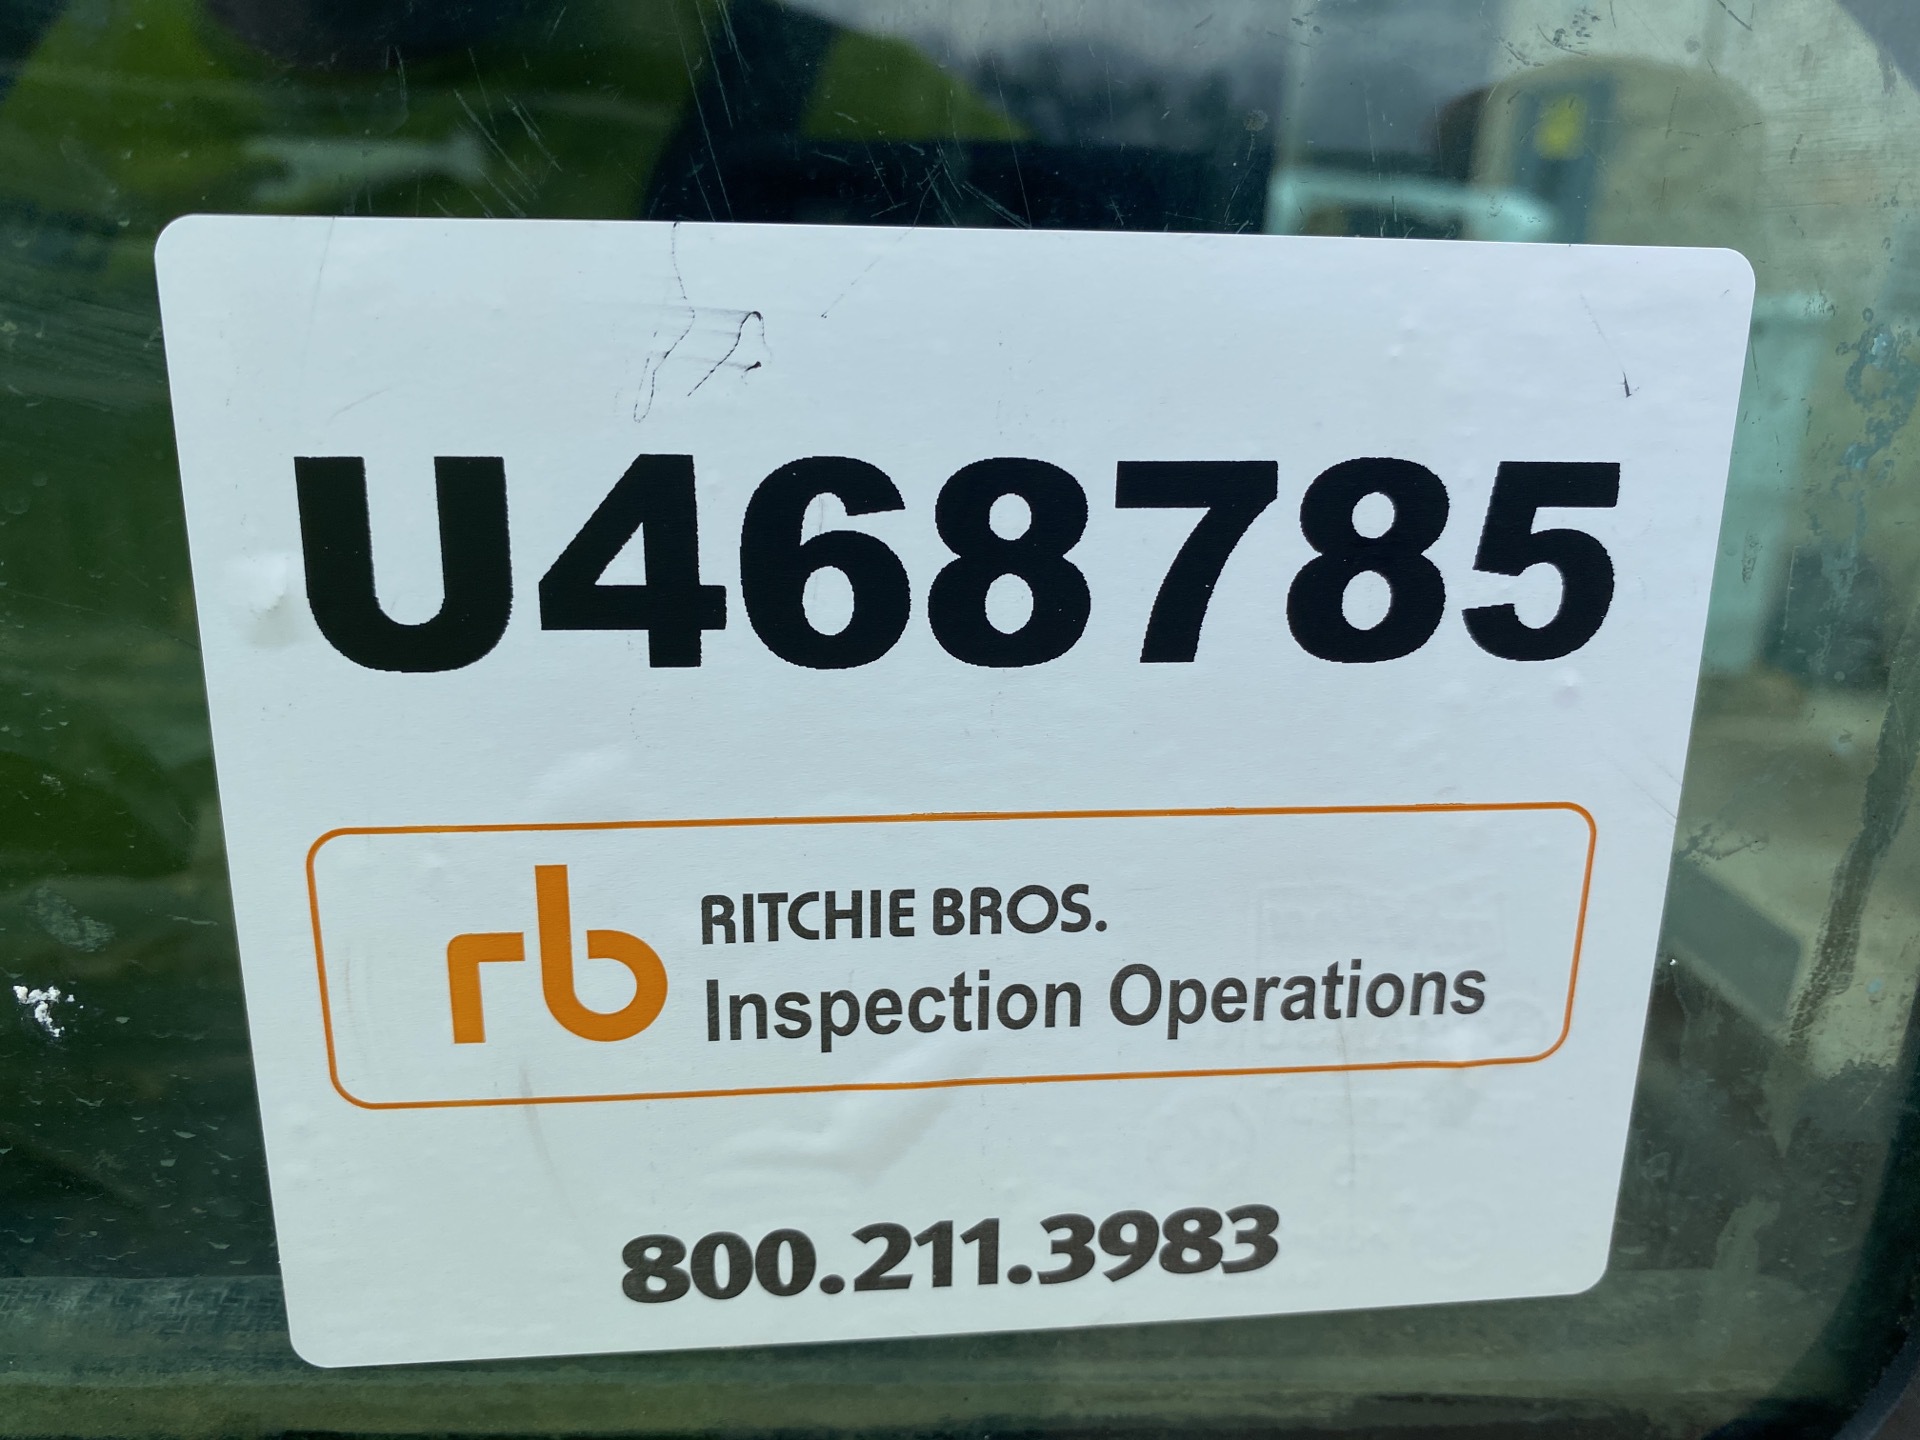 U468785
rb
RITCHIE BROS.
Inspection Operations
800.211.3983